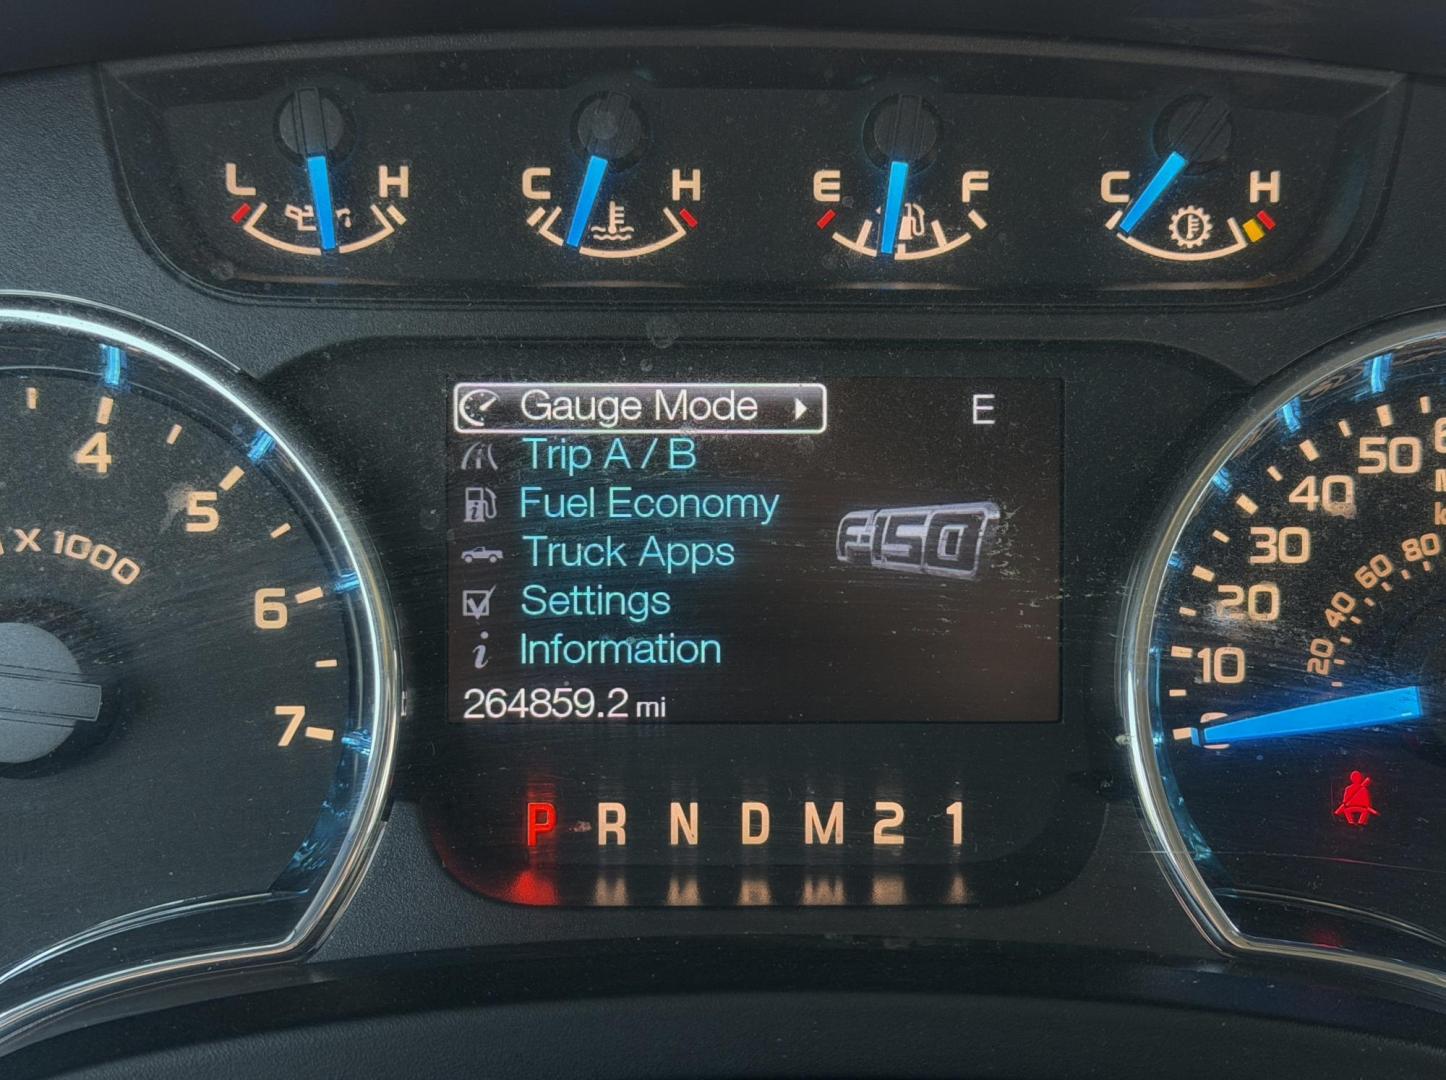 L H
C H
E F
C H
Gauge Mode
E
Trip A / B
Fuel Economy
Truck Apps
Settings
Information
264859.2 mi
F-150
4
5
6
7
X 1000
50
40
30
20
10
0
80
60
40
20
P R N D M 2 1